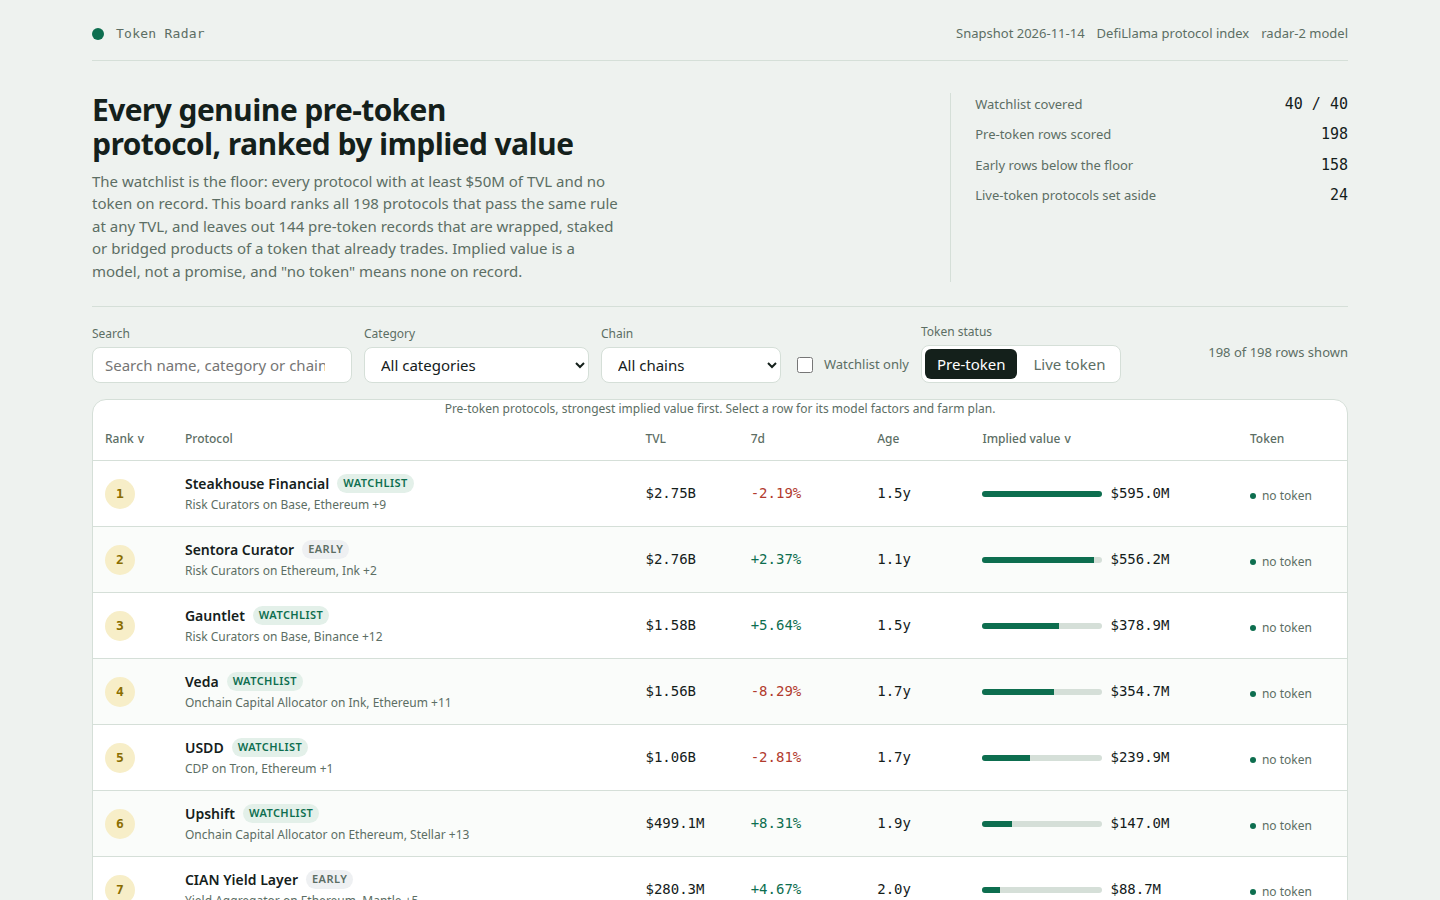 Token Radar
Snapshot 2026-11-14 DefiLlama protocol index radar-2 model
Every genuine pre-token
protocol, ranked by implied value
The watchlist is the floor: every protocol with at least $50M of TVL and no
token on record. This board ranks all 198 protocols that pass the same rule
at any TVL, and leaves out 144 pre-token records that are wrapped, staked
or bridged products of a token that already trades. Implied value is a
model, not a promise, and "no token" means none on record.
Watchlist covered 40 / 40
Pre-token rows scored 198
Early rows below the floor 158
Live-token protocols set aside 24
Search Category Chain Token status
Search name, category or chain All categories All chains Watchlist only Pre-token Live token
198 of 198 rows shown
Pre-token protocols, strongest implied value first. Select a row for its model factors and farm plan.
Rank v Protocol TVL 7d Age Implied value v Token
1 Steakhouse Financial WATCHLIST $2.75B -2.19% 1.5y $595.0M no token
Risk Curators on Base, Ethereum +9
2 Sentora Curator EARLY $2.76B +2.37% 1.1y $556.2M no token
Risk Curators on Ethereum, Ink +2
3 Gauntlet WATCHLIST $1.58B +5.64% 1.5y $378.9M no token
Risk Curators on Base, Binance +12
4 Veda WATCHLIST $1.56B -8.29% 1.7y $354.7M no token
Onchain Capital Allocator on Ink, Ethereum +11
5 USDD WATCHLIST $1.06B -2.81% 1.7y $239.9M no token
CDP on Tron, Ethereum +1
6 Upshift WATCHLIST $499.1M +8.31% 1.9y $147.0M no token
Onchain Capital Allocator on Ethereum, Stellar +13
7 CIAN Yield Layer EARLY $280.3M +4.67% 2.0y $88.7M no token
Yield Aggregator on Ethereum, Mantle +5